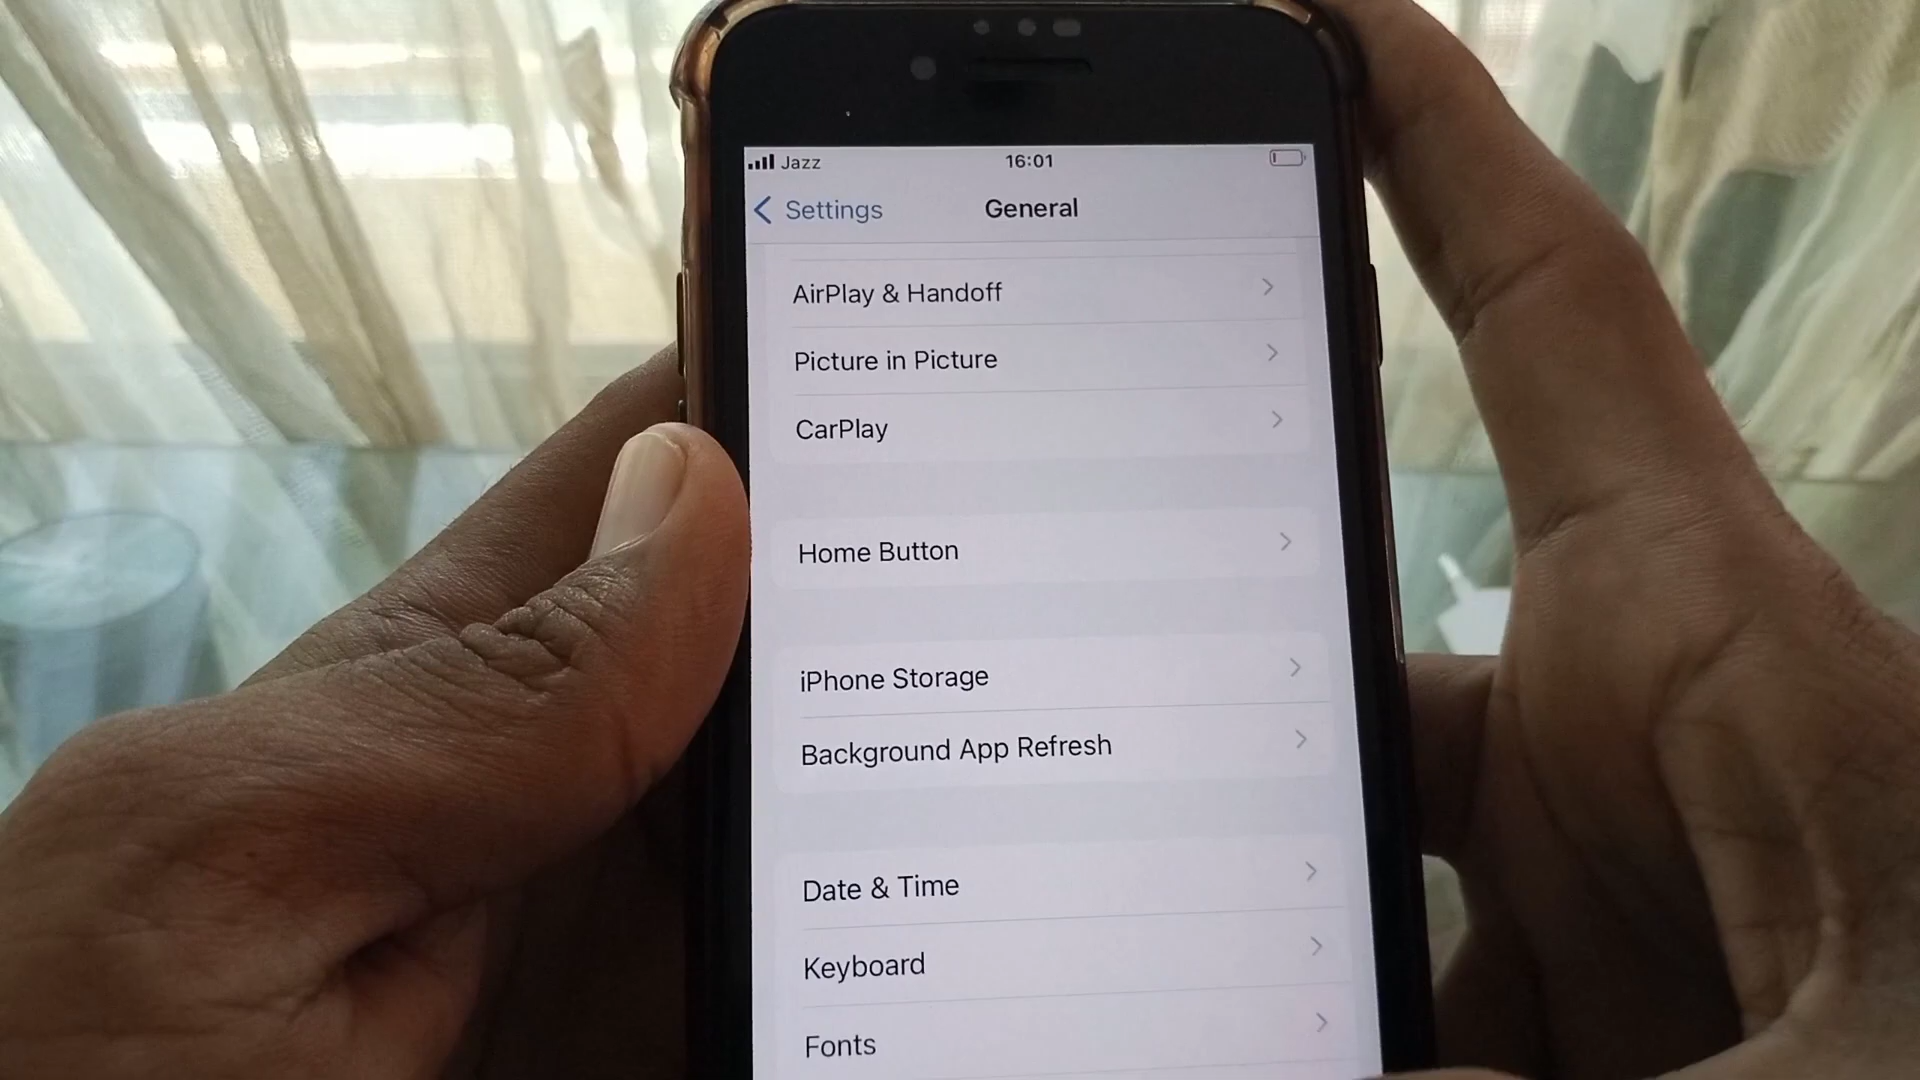 Jazz 16:01
Settings General
AirPlay & Handoff
Picture in Picture
CarPlay
Home Button
iPhone Storage
Background App Refresh
Date & Time
Keyboard
Fonts